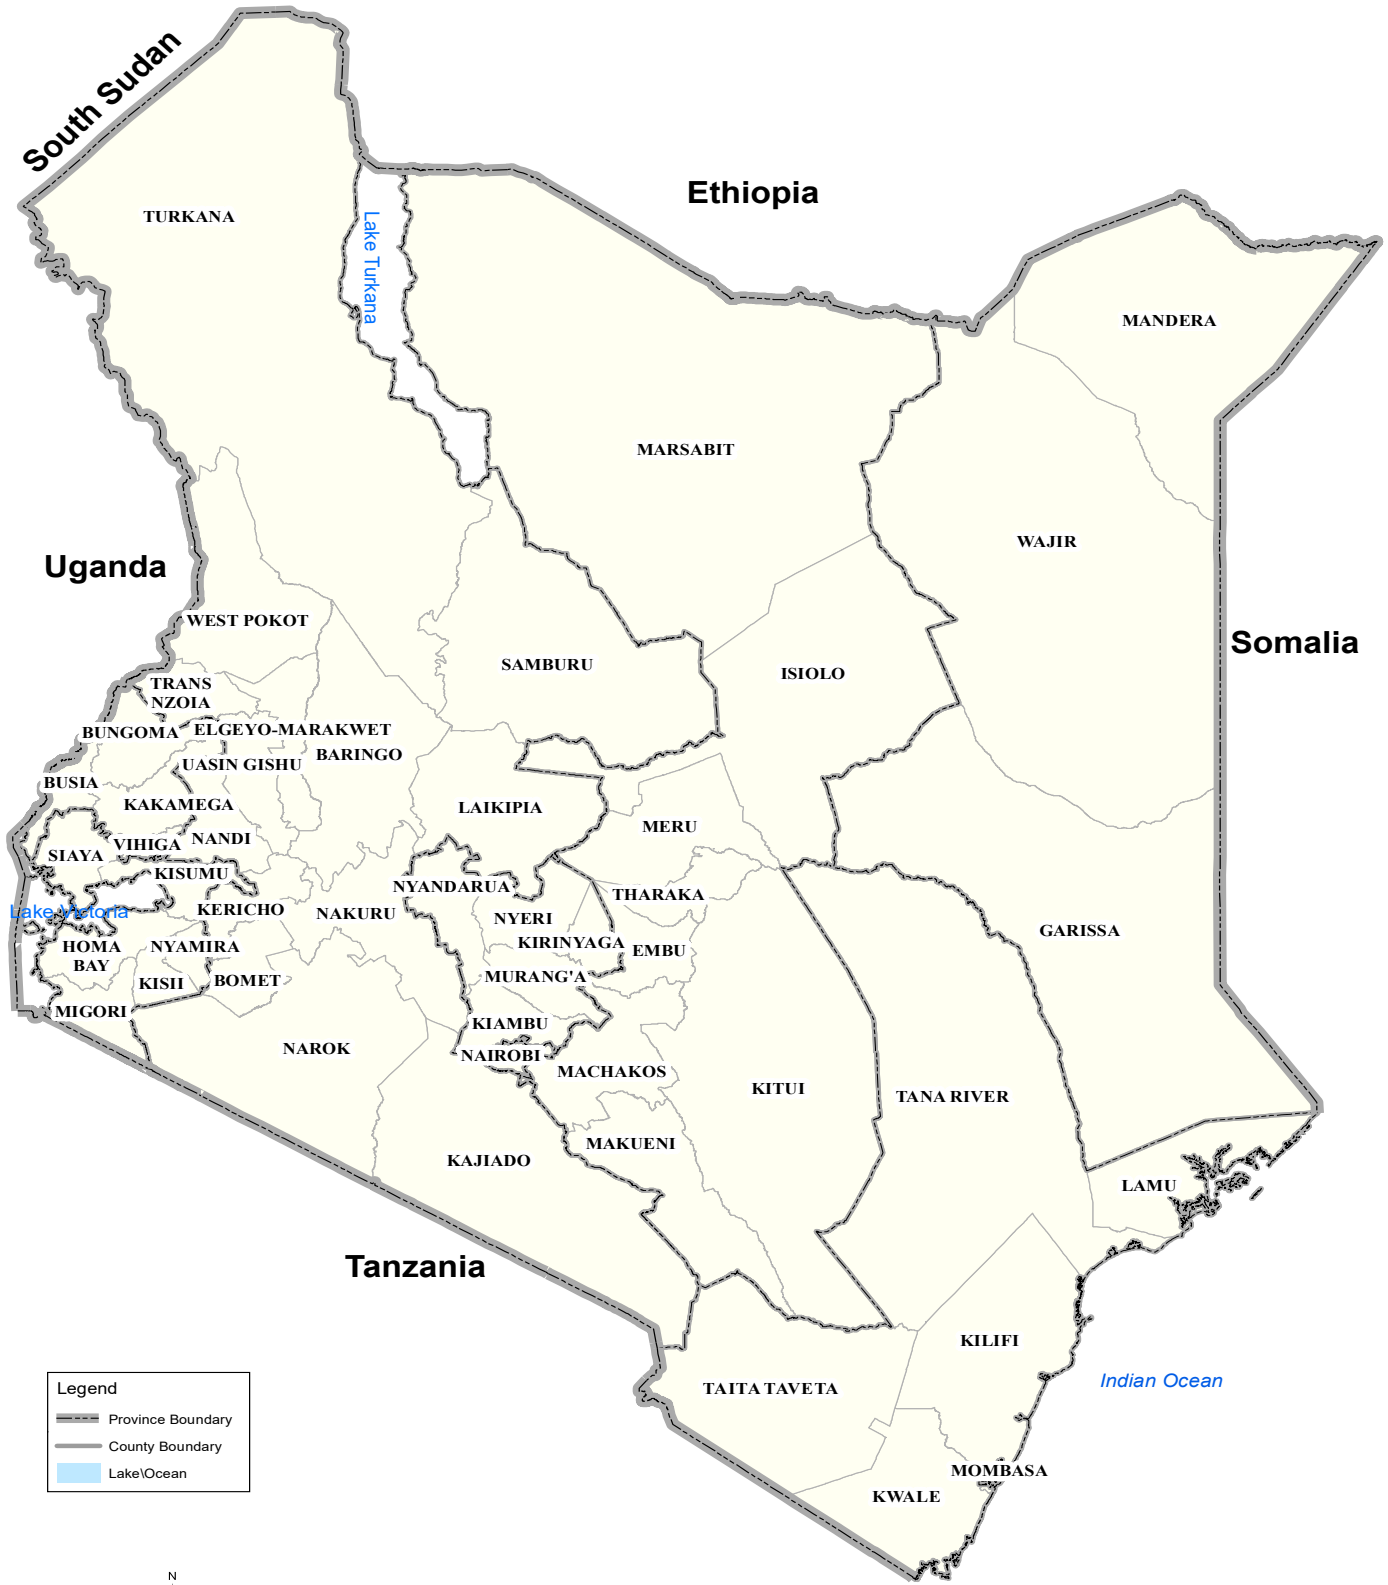 South Sudan
Ethiopia
TURKANA
Lake Turkana
MANDERA
MARSABIT
WAJIR
Uganda
WEST POKOT
Somalia
SAMBURU
ISIOLO
TRANS
NZOIA
BUNGOMA
ELGEYO-MARAKWET
BARINGO
UASIN GISHU
BUSIA
KAKAMEGA
LAIKIPIA
MERU
NANDI
VIHIGA
SIAYA
KISUMU
NYANDARUA
THARAKA
Lake Victoria
KERICHO
NAKURU
NYERI
GARISSA
HOMA
BAY
NYAMIRA
KIRINYAGA
EMBU
KISII
BOMET
MURANG'A
MIGORI
KIAMBU
NAROK
NAIROBI
MACHAKOS
KITUI
TANA RIVER
MAKUENI
KAJIADO
LAMU
Tanzania
KILIFI
TAITA TAVETA
Indian Ocean
MOMBASA
KWALE
Legend
Province Boundary
County Boundary
Lake\Ocean
N